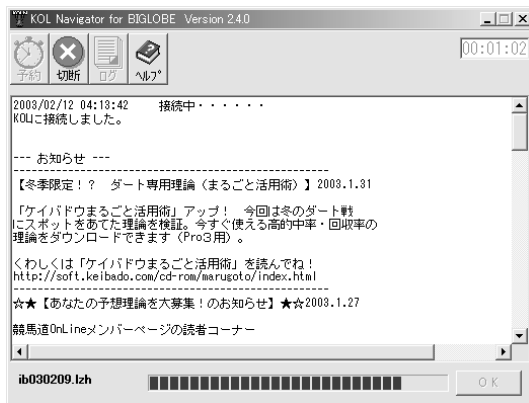 KOL Navigator for BIGLOBE Version 2.4.0
予約
切断
ログ
ヘルプ
00:01:02
2003/02/12 04:13:42 接続中・・・・・・
KOLに接続しました。
--- お知らせ ---
--------------------------------------------------
【冬季限定!? ダート専用理論(まるごと活用術)】2003.1.31
「ケイバドウまるごと活用術」アップ! 今回は冬のダート戦
にスポットをあてた理論を検証。今すぐ使える高的中率・回収率の
理論をダウンロードできます(Pro3用)。
くわしくは「ケイバドウまるごと活用術」を読んでね!
http://soft.keibado.com/cd-rom/marugoto/index.html
--------------------------------------------------
☆★【あなたの予想理論を大募集!のお知らせ】★☆2003.1.27
競馬道OnLineメンバーページの読者コーナー
ib030209.lzh
OK